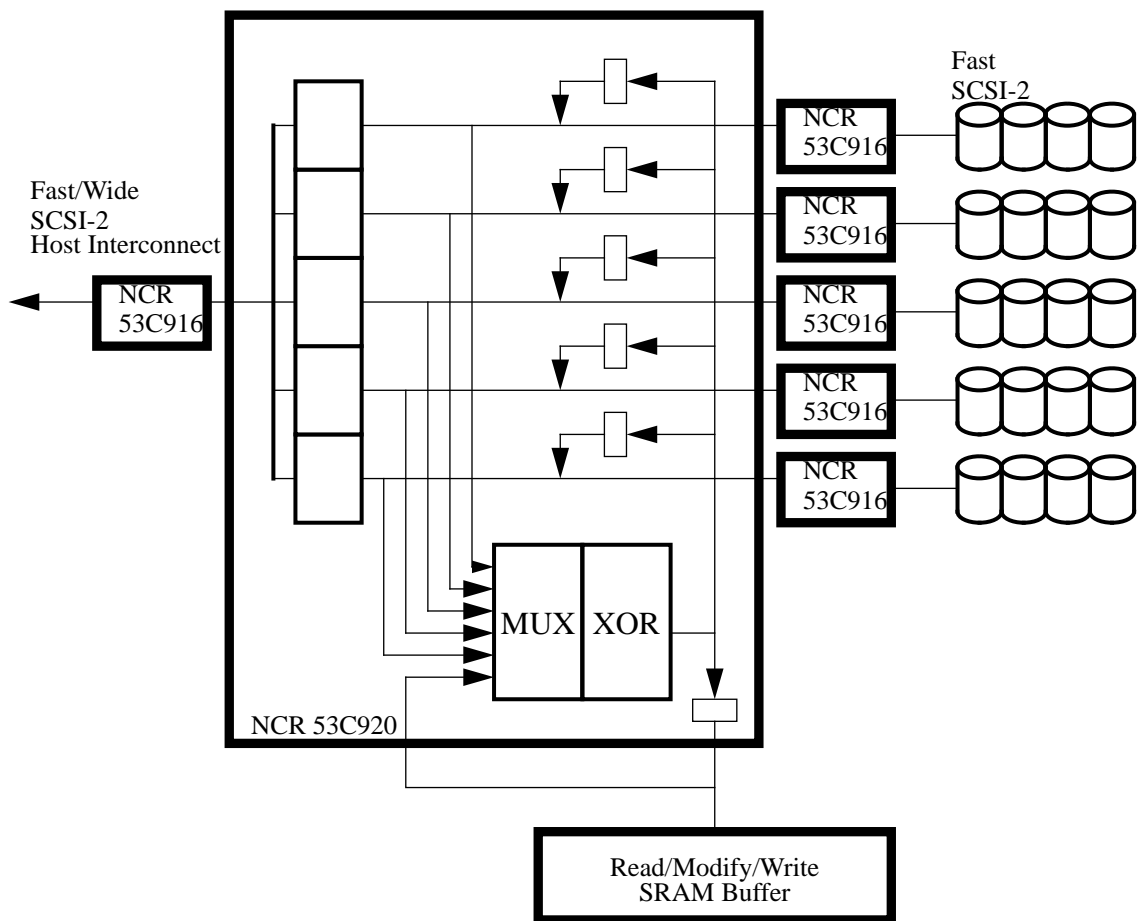 Fast
SCSI-2
NCR
53C916
NCR
53C916
Fast/Wide
SCSI-2
Host Interconnect
NCR
53C916
NCR
53C916
NCR
53C916
NCR
53C916
MUX
XOR
NCR 53C920
Read/Modify/Write
SRAM Buffer